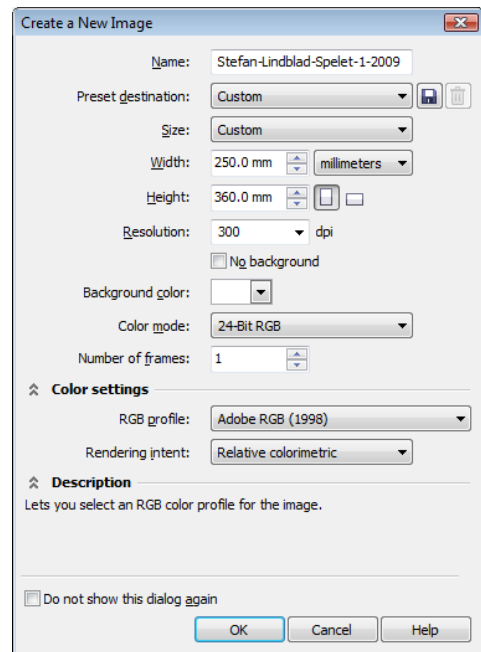 Create a New Image
Name: Stefan-Lindblad-Spelet-1-2009
Preset destination: Custom
Size: Custom
Width: 250.0 mm millimeters
Height: 360.0 mm
Resolution: 300 dpi
No background
Background color:
Color mode: 24-Bit RGB
Number of frames: 1
Color settings
RGB profile: Adobe RGB (1998)
Rendering intent: Relative colorimetric
Description
Lets you select an RGB color profile for the image.
Do not show this dialog again
OK Cancel Help